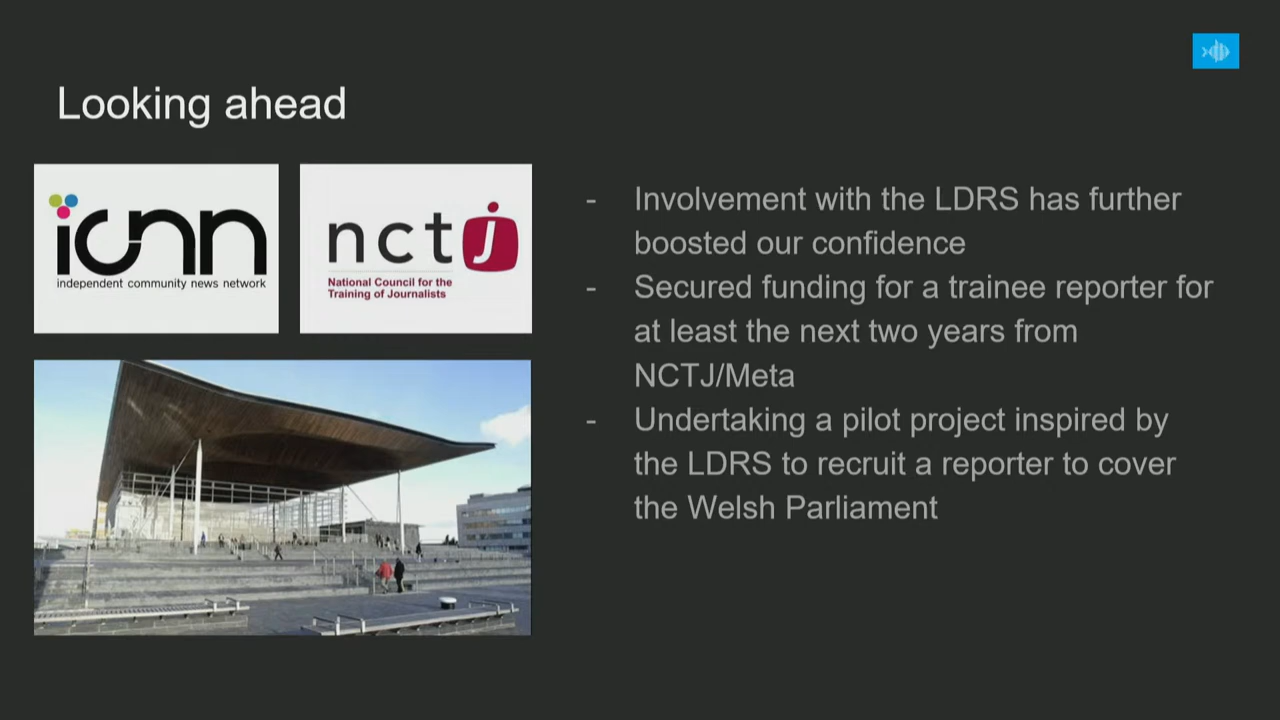 Looking ahead
icnn
independent community news network
nctj
National Council for the
Training of Journalists
- Involvement with the LDRS has further
boosted our confidence
- Secured funding for a trainee reporter for
at least the next two years from
NCTJ/Meta
- Undertaking a pilot project inspired by
the LDRS to recruit a reporter to cover
the Welsh Parliament